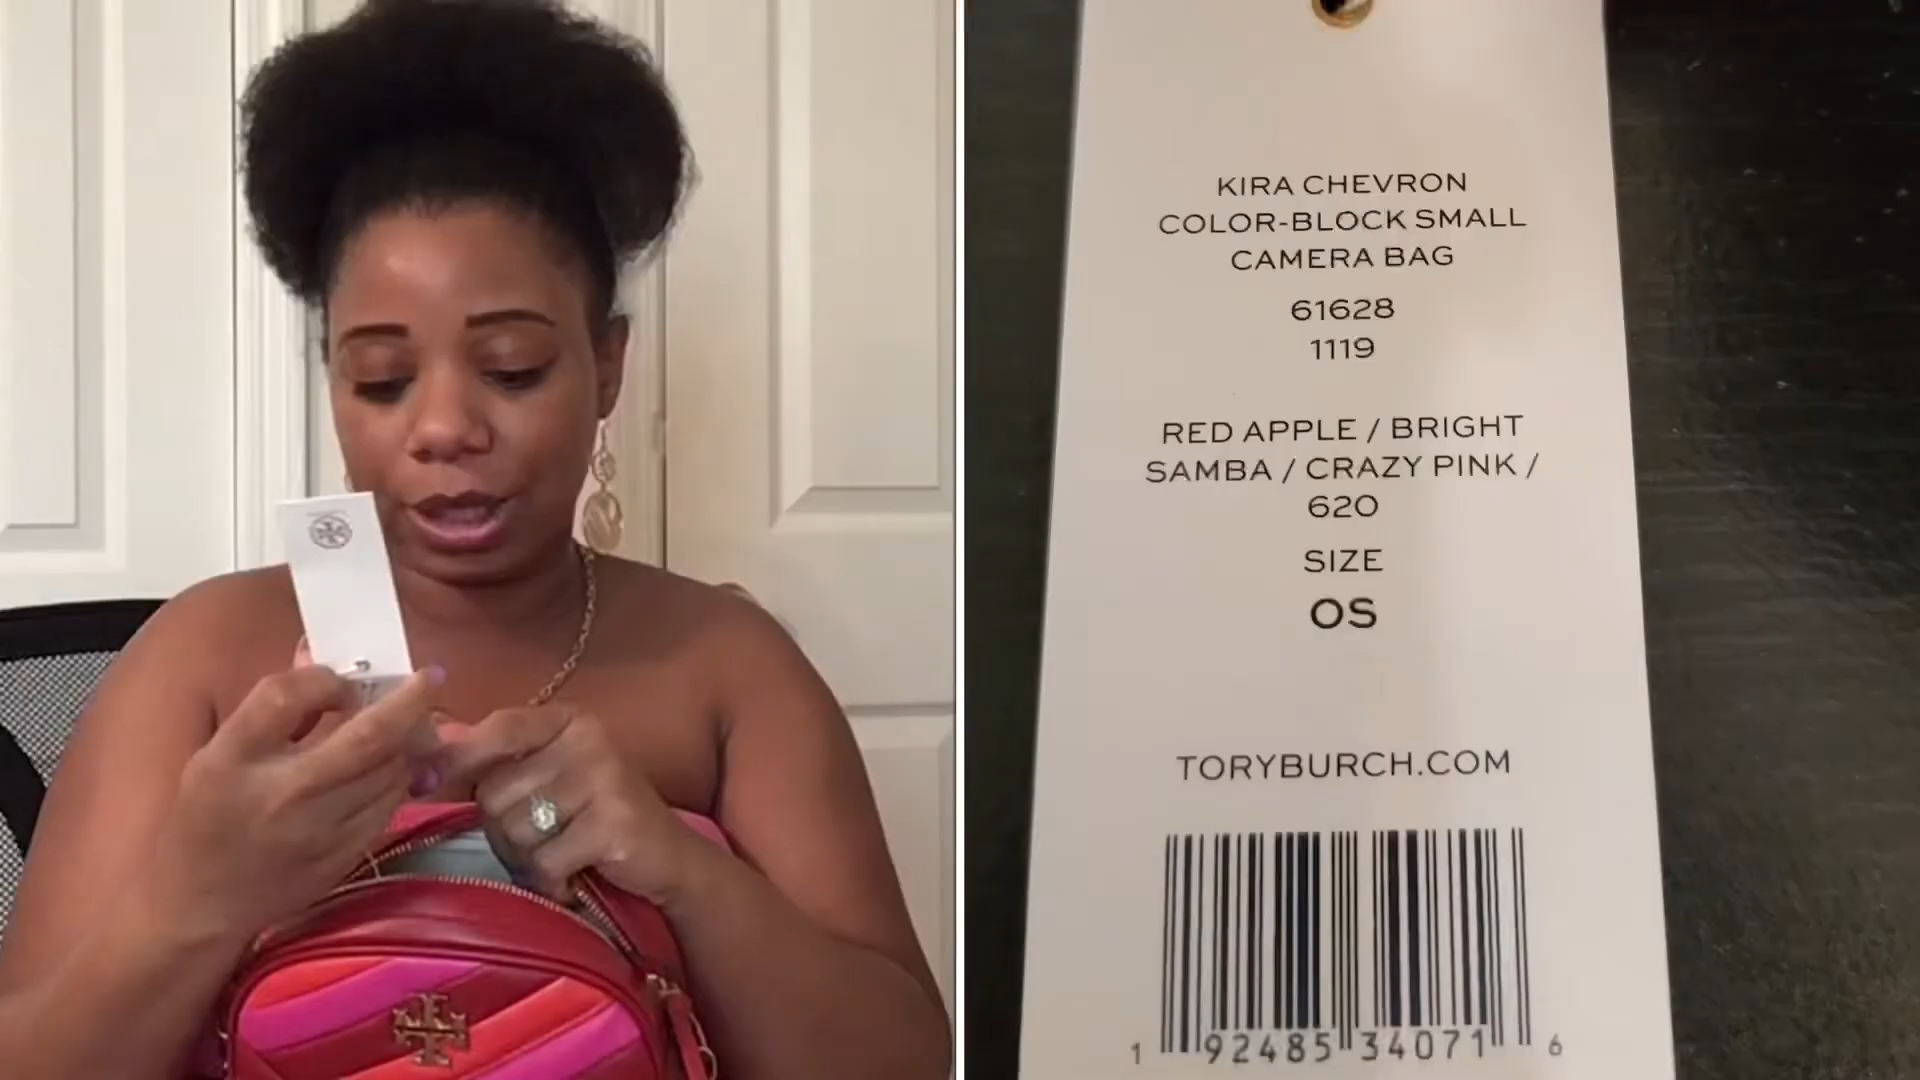 KIRA CHEVRON
COLOR-BLOCK SMALL
CAMERA BAG
61628
1119
RED APPLE / BRIGHT
SAMBA / CRAZY PINK /
620
SIZE
OS
TORYBURCH.COM
1 92485 34071 6